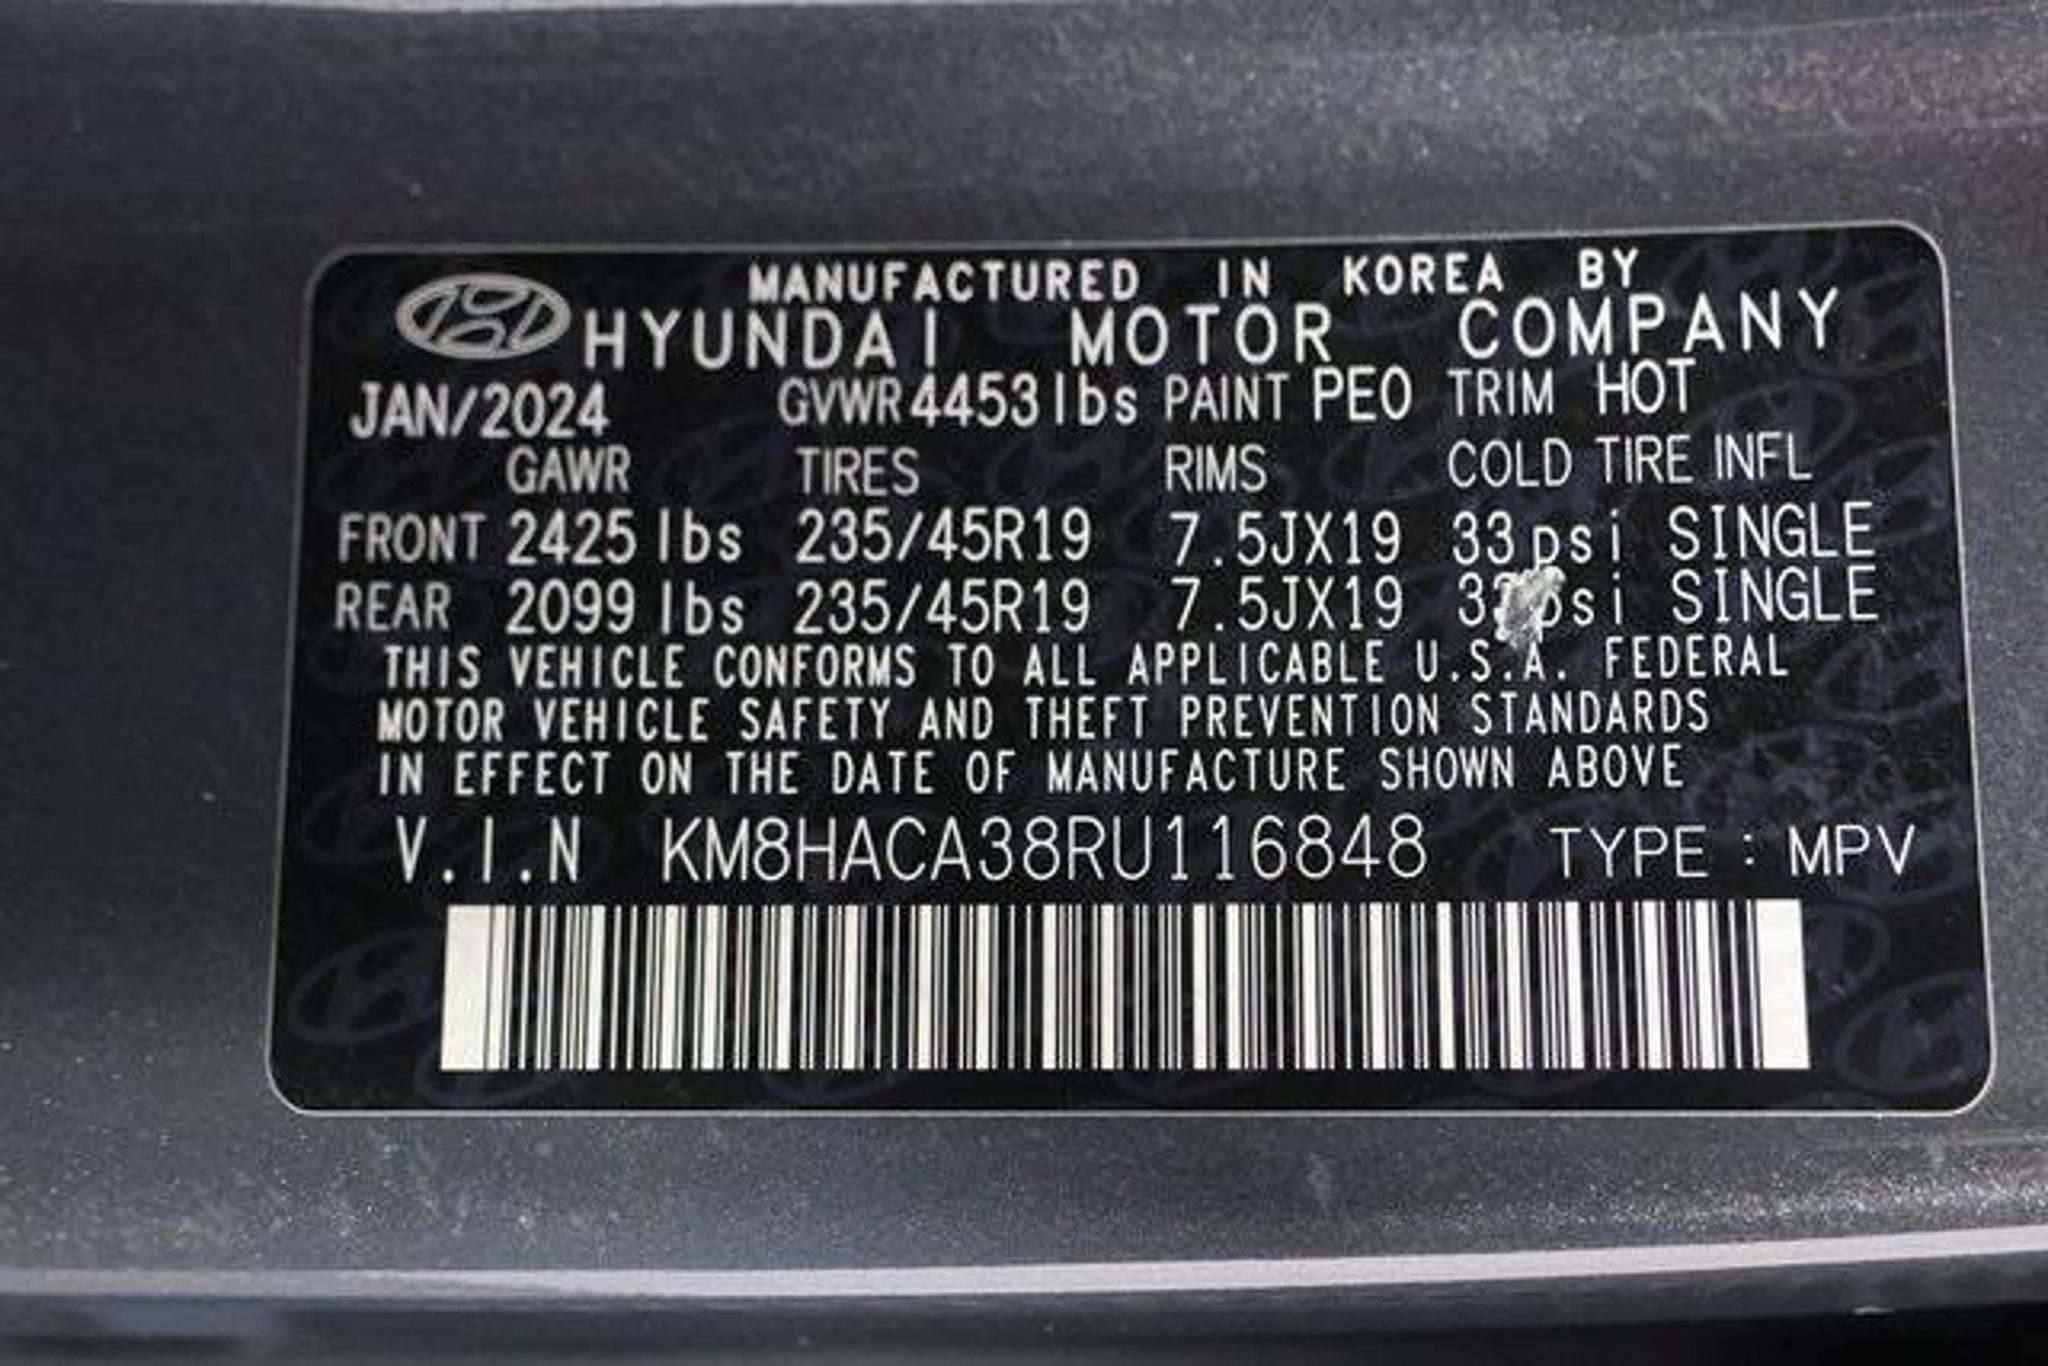 MANUFACTURED IN KOREA BY
HYUNDAI MOTOR COMPANY
JAN/2024 GVWR 4453 lbs PAINT PE0 TRIM HOT
GAWR TIRES RIMS COLD TIRE INFL
FRONT 2425 lbs 235/45R19 7.5JX19 33 psi SINGLE
REAR 2099 lbs 235/45R19 7.5JX19 SINGLE
THIS VEHICLE CONFORMS TO ALL APPLICABLE U.S.A. FEDERAL
MOTOR VEHICLE SAFETY AND THEFT PREVENTION STANDARDS
IN EFFECT ON THE DATE OF MANUFACTURE SHOWN ABOVE
V.I.N KM8HACA38RU116848 TYPE : MPV